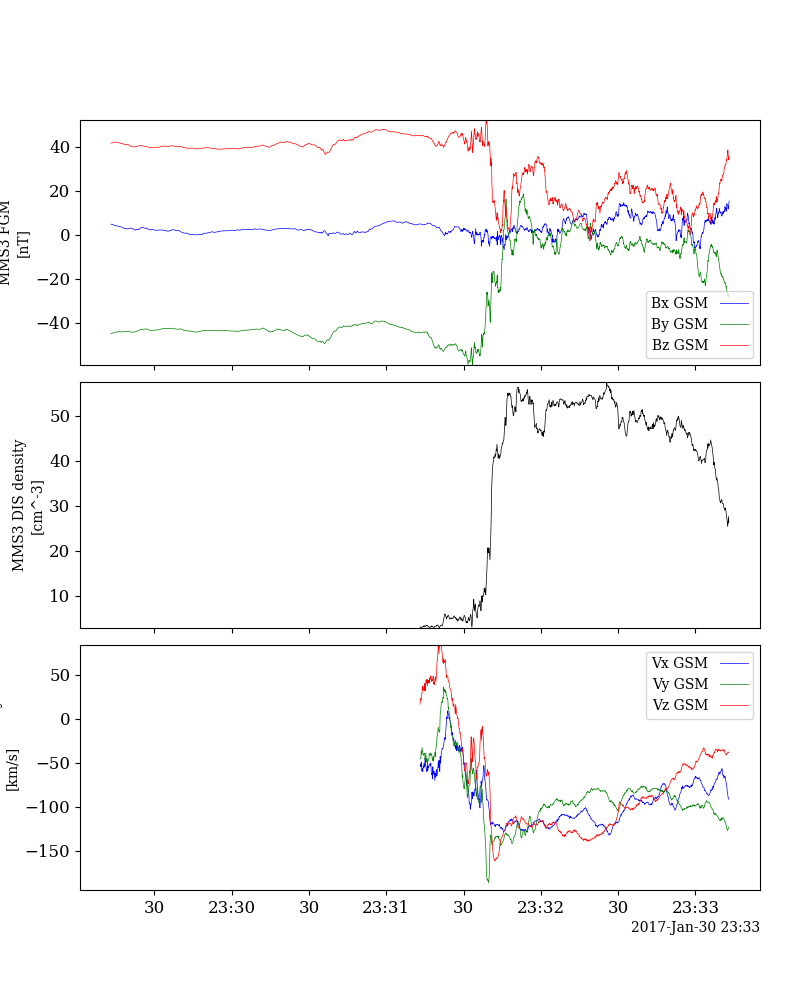 40
20
0
−20
−40
MMS3 FGM
[nT]
Bx GSM
By GSM
Bz GSM
50
40
30
20
10
MMS3 DIS density
[cm^-3]
50
0
−50
−100
−150
[km/s]
Vx GSM
Vy GSM
Vz GSM
30 23:30 30 23:31 30 23:32 30 23:33
2017-Jan-30 23:33